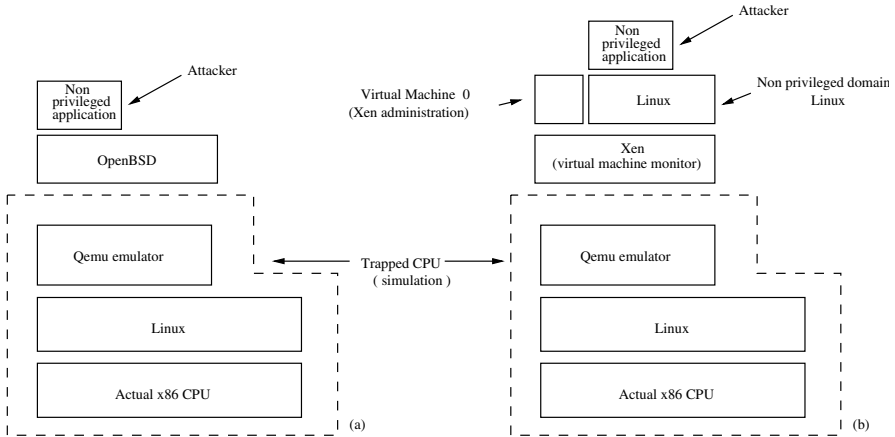 Non
privileged
application
Attacker
OpenBSD
Qemu emulator
Linux
Actual x86 CPU
(a)
Trapped CPU
( simulation )
Non
privileged
application
Attacker
Virtual Machine 0
(Xen administration)
Linux
Non privileged domain
Linux
Xen
(virtual machine monitor)
Qemu emulator
Linux
Actual x86 CPU
(b)